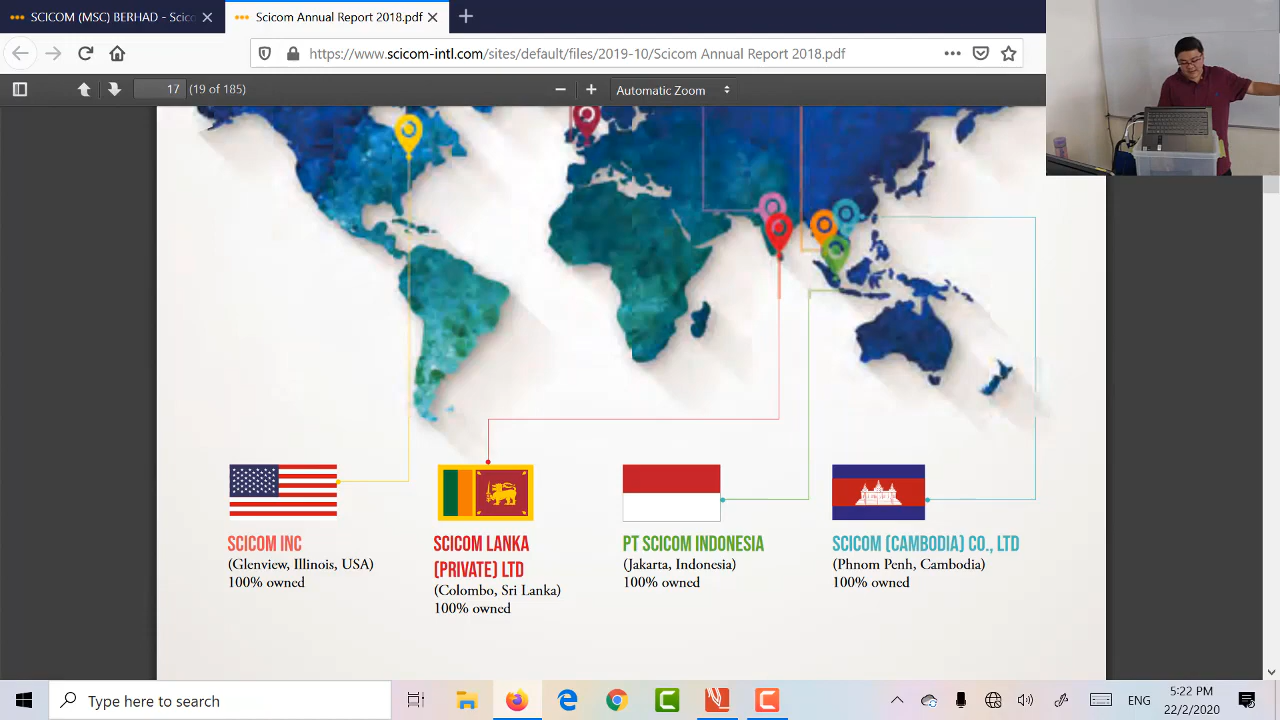 SCICOM (MSC) BERHAD - Scico
Scicom Annual Report 2018.pdf
https://www.scicom-intl.com/sites/default/files/2019-10/Scicom Annual Report 2018.pdf
17 (19 of 185)
Automatic Zoom
SCICOM INC
(Glenview, Illinois, USA)
100% owned
SCICOM LANKA
(PRIVATE) LTD
(Colombo, Sri Lanka)
100% owned
PT SCICOM INDONESIA
(Jakarta, Indonesia)
100% owned
SCICOM (CAMBODIA) CO., LTD
(Phnom Penh, Cambodia)
100% owned
Type here to search
ENG
5:22 PM
22/2/2020